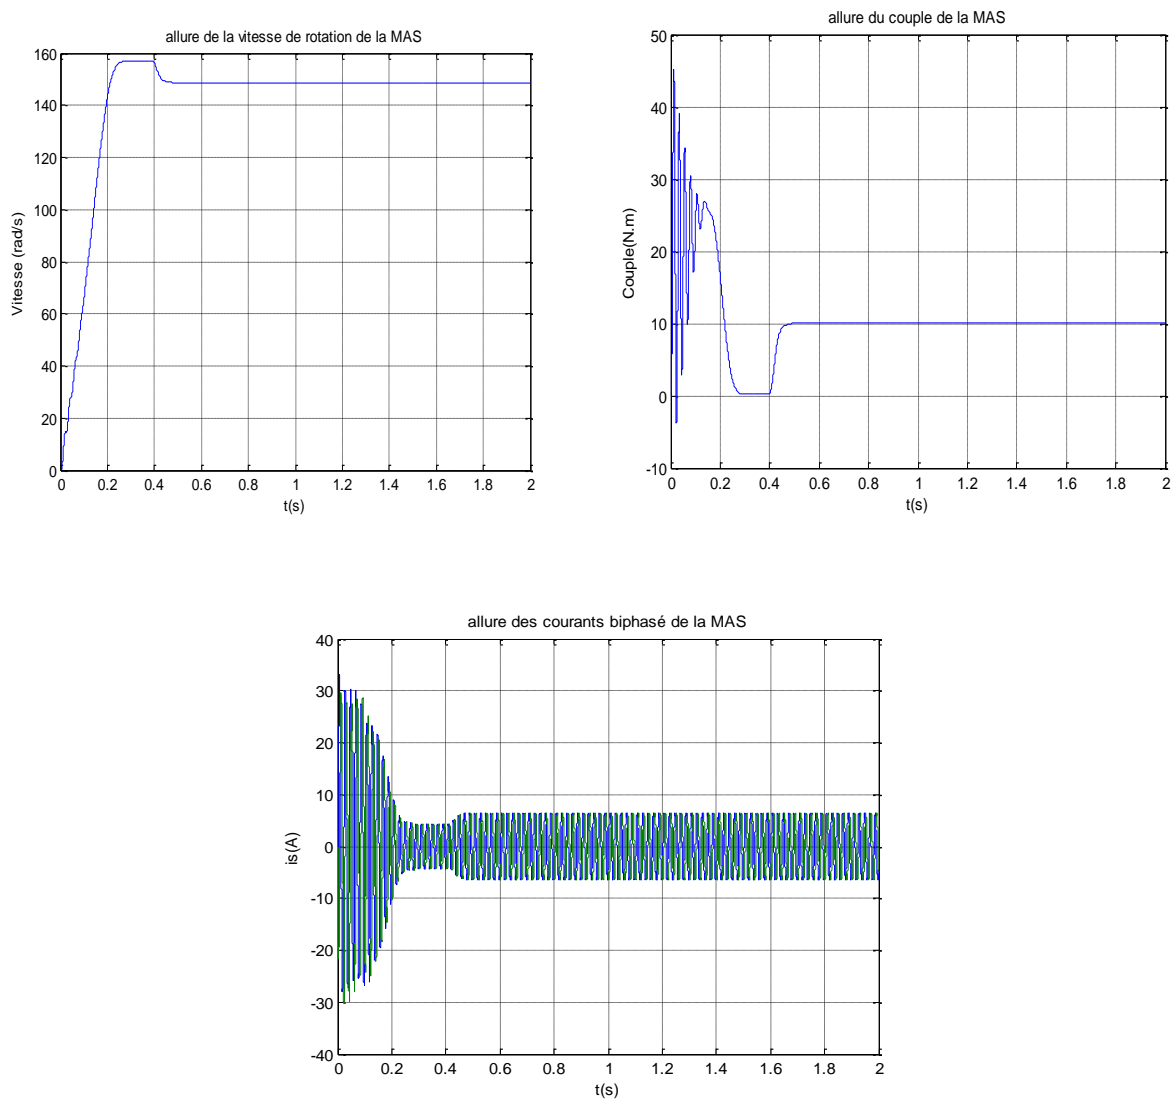 allure de la vitesse de rotation de la MAS
160
140
120
100
80
60
40
20
0
Vitesse (rad/s)
0 0.2 0.4 0.6 0.8 1 1.2 1.4 1.6 1.8 2
t(s)
allure du couple de la MAS
50
40
30
20
10
0
-10
Couple(N.m)
0 0.2 0.4 0.6 0.8 1 1.2 1.4 1.6 1.8 2
t(s)
allure des courants biphasé de la MAS
40
30
20
10
0
-10
-20
-30
-40
is(A)
0 0.2 0.4 0.6 0.8 1 1.2 1.4 1.6 1.8 2
t(s)